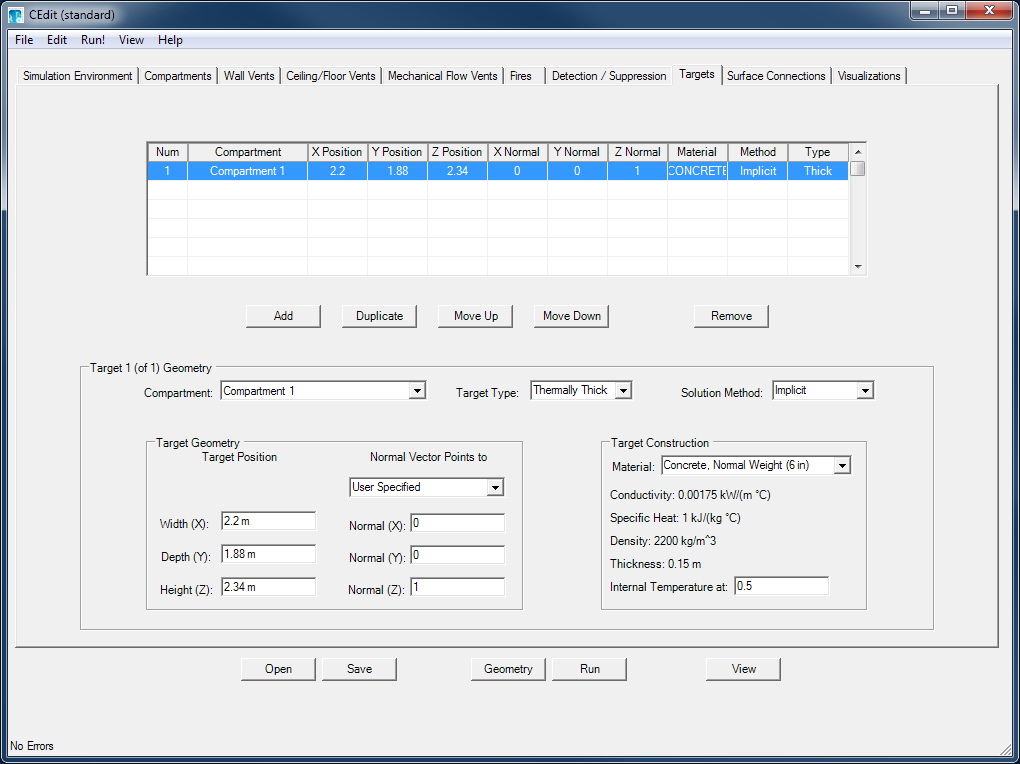 CEdit (standard)
File Edit Run! View Help
Simulation Environment Compartments Wall Vents Ceiling/Floor Vents Mechanical Flow Vents Fires Detection / Suppression Targets Surface Connections Visualizations
Num Compartment X Position Y Position Z Position X Normal Y Normal Z Normal Material Method Type
1 Compartment 1 2.2 1.88 2.34 0 0 1 CONCRETE Implicit Thick
Add Duplicate Move Up Move Down Remove
Target 1 (of 1) Geometry
Compartment: Compartment 1 Target Type: Thermally Thick Solution Method: Implicit
Target Geometry
Target Position Normal Vector Points to
User Specified
Width (X): 2.2 m Normal (X): 0
Depth (Y): 1.88 m Normal (Y): 0
Height (Z): 2.34 m Normal (Z): 1
Target Construction
Material: Concrete, Normal Weight (6 in)
Conductivity: 0.00175 kW/(m °C)
Specific Heat: 1 kJ/(kg °C)
Density: 2200 kg/m^3
Thickness: 0.15 m
Internal Temperature at: 0.5
Open Save Geometry Run View
No Errors